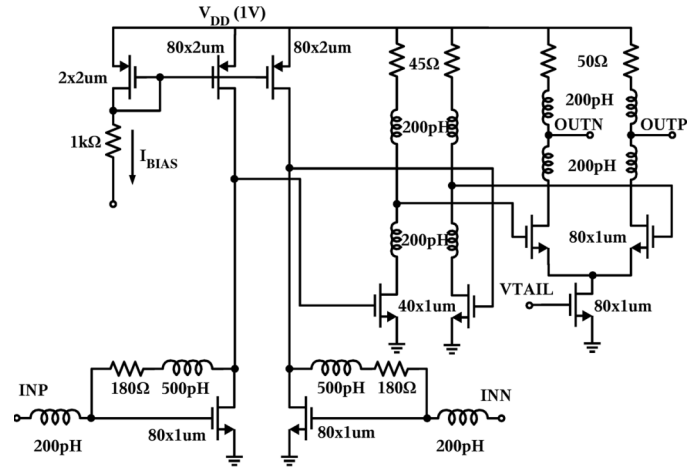 V_DD (1V)
80x2um
80x2um
2x2um
45Ω
50Ω
200pH
200pH
OUTN
OUTP
1kΩ
I_BIAS
200pH
200pH
80x1um
VTAIL
40x1um
80x1um
180Ω
500pH
500pH
180Ω
INP
INN
80x1um
80x1um
200pH
200pH